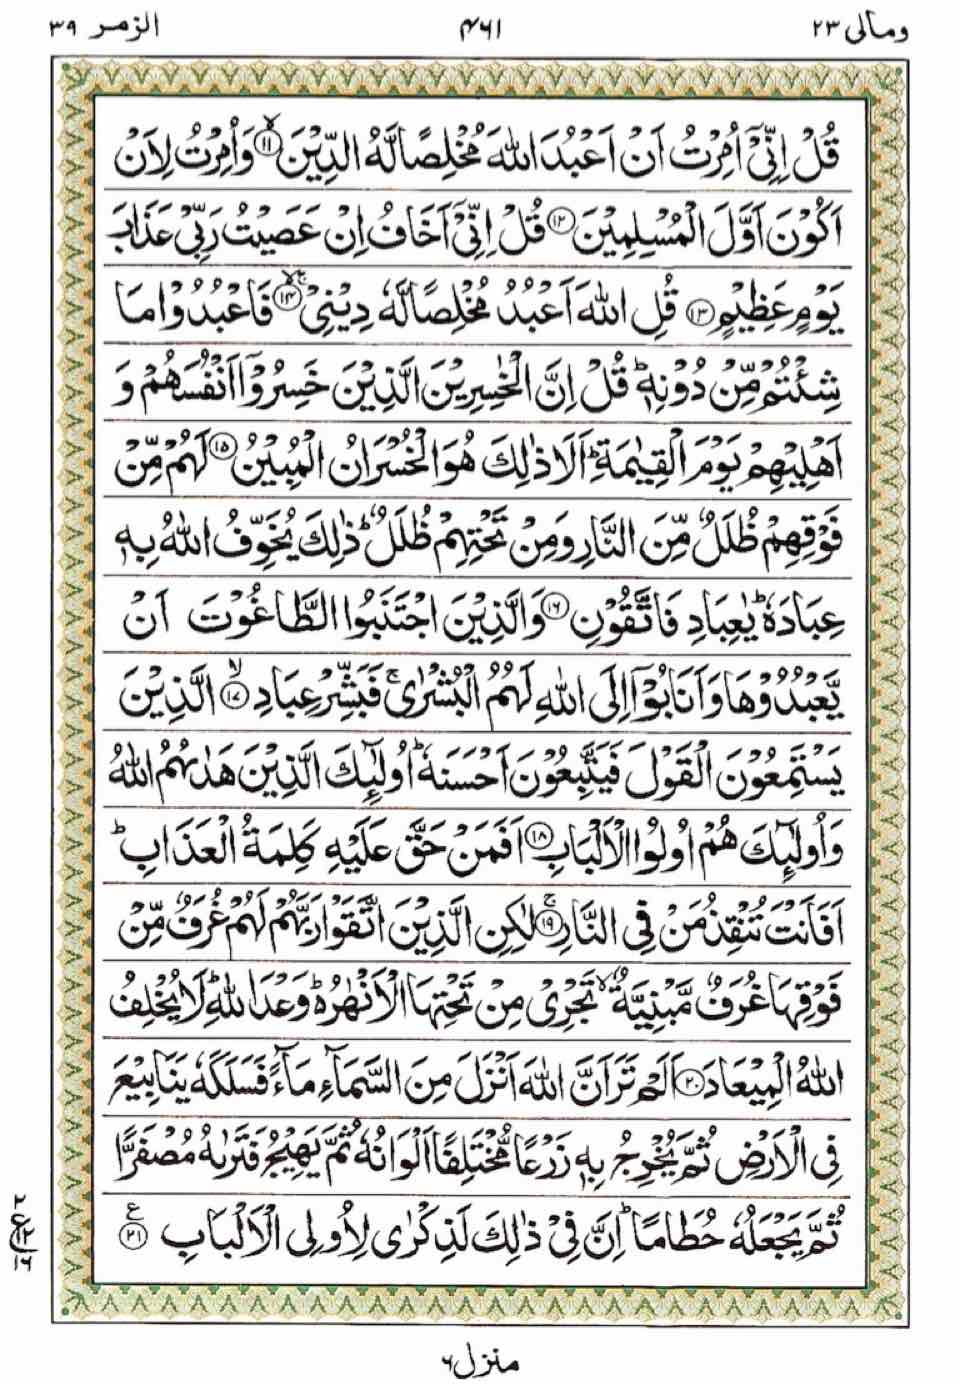 ومالی ۲۳
۴۶۱
الزمر ۳۹
قُلْ اِنِّیْۤ اُمِرْتُ اَنْ اَعْبُدَ اللّٰهَ مُخْلِصًا لَّهُ الدِّیْنَ ۱۱ۙ وَ اُمِرْتُ لِاَنْ
اَكُوْنَ اَوَّلَ الْمُسْلِمِیْنَ ۱۲ قُلْ اِنِّیْۤ اَخَافُ اِنْ عَصَیْتُ رَبِّیْ عَذَابَ
یَوْمٍ عَظِیْمٍ ۱۳ قُلِ اللّٰهَ اَعْبُدُ مُخْلِصًا لَّهٗ دِیْنِیْ ۱۴ۙۚ فَاعْبُدُوْا مَا
شِئْتُمْ مِّنْ دُوْنِهٖ ؕ قُلْ اِنَّ الْخٰسِرِیْنَ الَّذِیْنَ خَسِرُوْۤا اَنْفُسَهُمْ وَ
اَهْلِیْهِمْ یَوْمَ الْقِیٰمَةِ ؕ اَلَا ذٰلِكَ هُوَ الْخُسْرَانُ الْمُبِیْنُ ۱۵ لَهُمْ مِّنْ
فَوْقِهِمْ ظُلَلٌ مِّنَ النَّارِ وَ مِنْ تَحْتِهِمْ ظُلَلٌ ؕ ذٰلِكَ یُخَوِّفُ اللّٰهُ بِهٖ
عِبَادَهٗ ؕ یٰعِبَادِ فَاتَّقُوْنِ ۱۶ وَ الَّذِیْنَ اجْتَنَبُوا الطَّاغُوْتَ اَنْ
یَّعْبُدُوْهَا وَ اَنَابُوْۤا اِلَى اللّٰهِ لَهُمُ الْبُشْرٰى ۚ فَبَشِّرْ عِبَادِ ۱۷ۙ الَّذِیْنَ
یَسْتَمِعُوْنَ الْقَوْلَ فَیَتَّبِعُوْنَ اَحْسَنَهٗ ؕ اُولٰٓئِكَ الَّذِیْنَ هَدٰىهُمُ اللّٰهُ
وَ اُولٰٓئِكَ هُمْ اُولُوا الْاَلْبَابِ ۱۸ اَفَمَنْ حَقَّ عَلَیْهِ كَلِمَةُ الْعَذَابِ ؕ
اَفَاَنْتَ تُنْقِذُ مَنْ فِی النَّارِ ۱۹ۚ لٰكِنِ الَّذِیْنَ اتَّقَوْا رَبَّهُمْ لَهُمْ غُرَفٌ مِّنْ
فَوْقِهَا غُرَفٌ مَّبْنِیَّةٌ ۙ تَجْرِیْ مِنْ تَحْتِهَا الْاَنْهٰرُ ؕ وَعْدَ اللّٰهِ ؕ لَا یُخْلِفُ
اللّٰهُ الْمِیْعَادَ ۲۰ اَلَمْ تَرَ اَنَّ اللّٰهَ اَنْزَلَ مِنَ السَّمَآءِ مَآءً فَسَلَكَهٗ یَنَابِیْعَ
فِی الْاَرْضِ ثُمَّ یُخْرِجُ بِهٖ زَرْعًا مُّخْتَلِفًا اَلْوَانُهٗ ثُمَّ یَهِیْجُ فَتَرٰىهُ مُصْفَرًّا
ثُمَّ یَجْعَلُهٗ حُطَامًا ؕ اِنَّ فِیْ ذٰلِكَ لَذِكْرٰى لِاُولِی الْاَلْبَابِ ۲۱ ع
۲
ع ۱۲
۱۶
منزل ۶